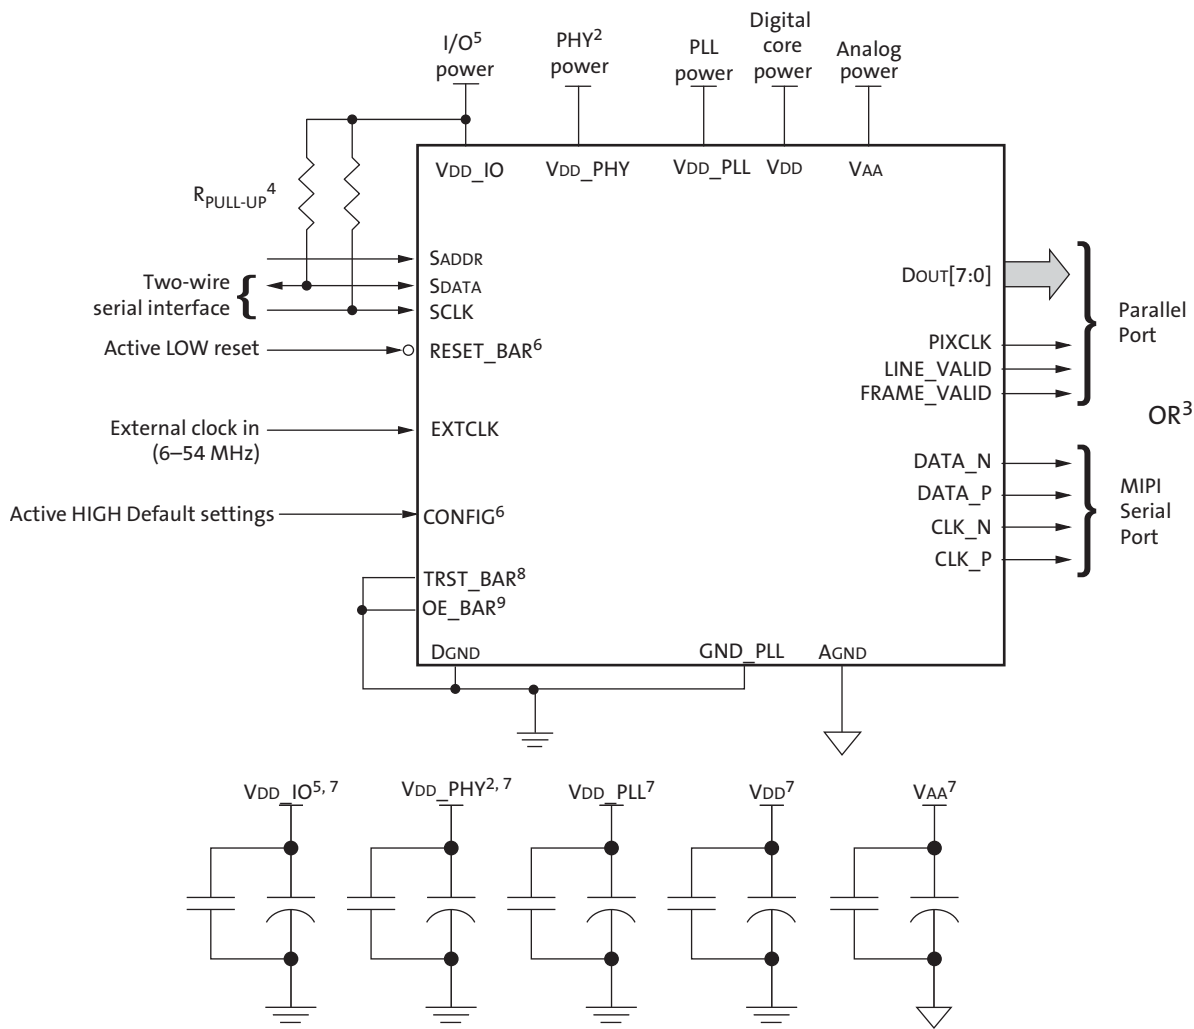 I/O5
power
PHY2
power
PLL
power
Digital
core
power
Analog
power
VDD_IO
VDD_PHY
VDD_PLL
VDD
VAA
RPULL-UP4
Two-wire
serial interface
{
SADDR
SDATA
SCLK
Active LOW reset
RESET_BAR6
External clock in
(6–54 MHz)
EXTCLK
Active HIGH Default settings
CONFIG6
TRST_BAR8
OE_BAR9
DGND
GND_PLL
AGND
DOUT[7:0]
PIXCLK
LINE_VALID
FRAME_VALID
}
Parallel
Port
OR3
DATA_N
DATA_P
CLK_N
CLK_P
}
MIPI
Serial
Port
VDD_IO5, 7
VDD_PHY2, 7
VDD_PLL7
VDD7
VAA7